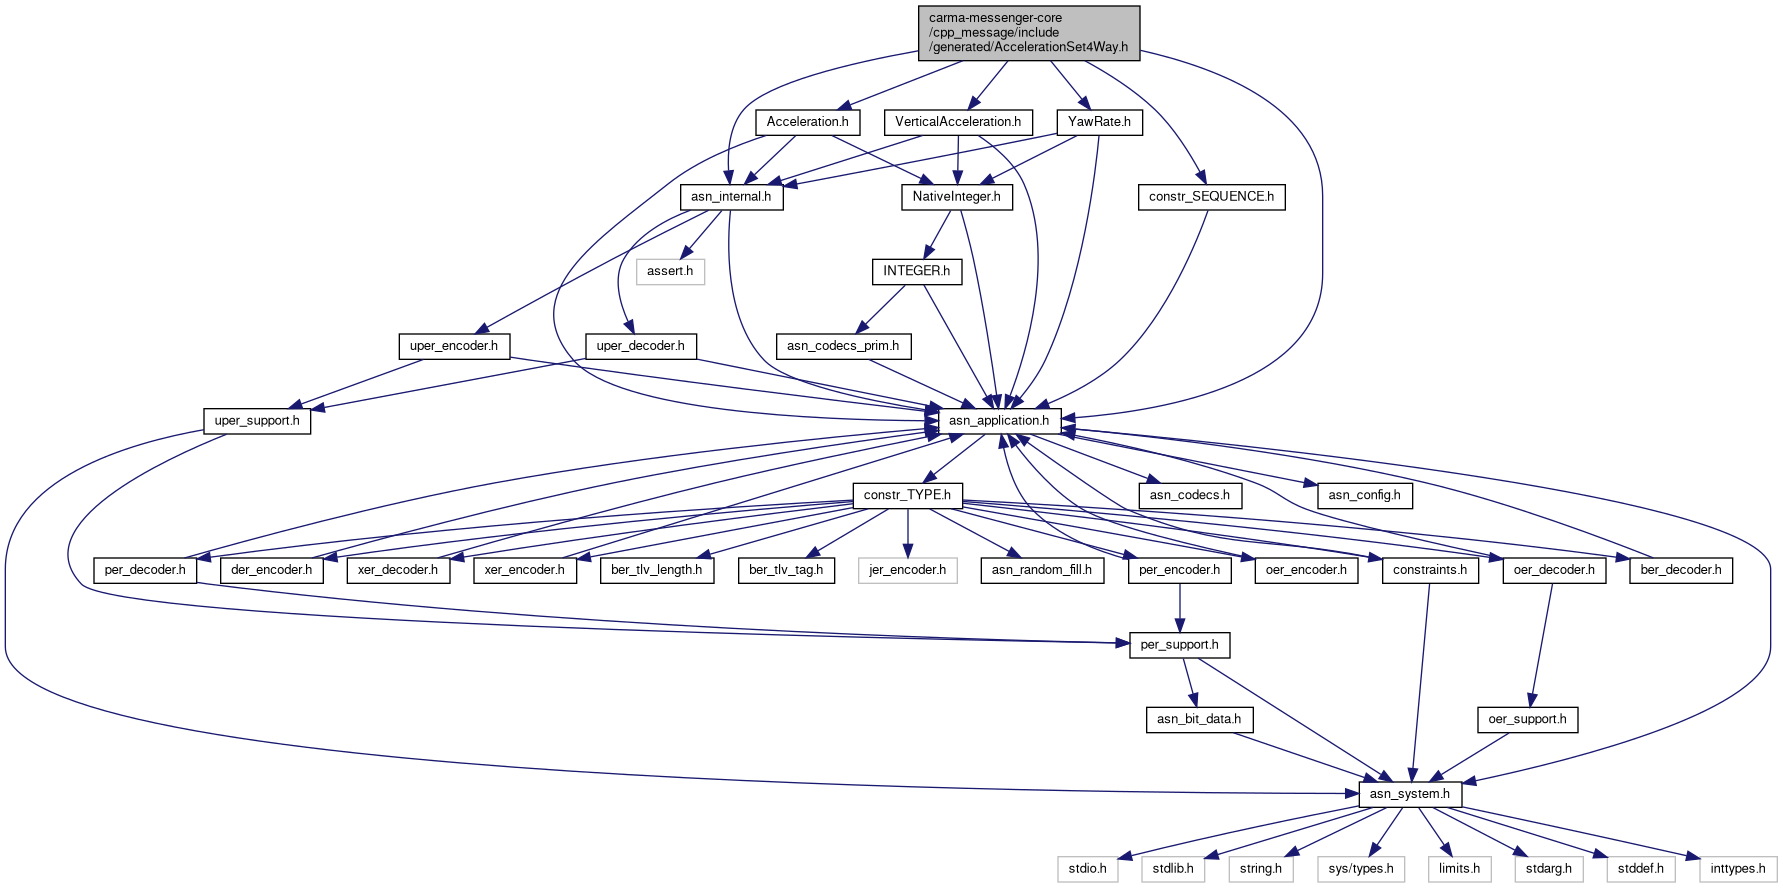 carma-messenger-core
/cpp_message/include
/generated/AccelerationSet4Way.h
Acceleration.h
VerticalAcceleration.h
YawRate.h
asn_internal.h
NativeInteger.h
constr_SEQUENCE.h
assert.h
INTEGER.h
uper_encoder.h
uper_decoder.h
asn_codecs_prim.h
uper_support.h
asn_application.h
constr_TYPE.h
asn_codecs.h
asn_config.h
per_decoder.h
der_encoder.h
xer_decoder.h
xer_encoder.h
ber_tlv_length.h
ber_tlv_tag.h
jer_encoder.h
asn_random_fill.h
per_encoder.h
oer_encoder.h
constraints.h
oer_decoder.h
ber_decoder.h
per_support.h
asn_bit_data.h
oer_support.h
asn_system.h
stdio.h
stdlib.h
string.h
sys/types.h
limits.h
stdarg.h
stddef.h
inttypes.h